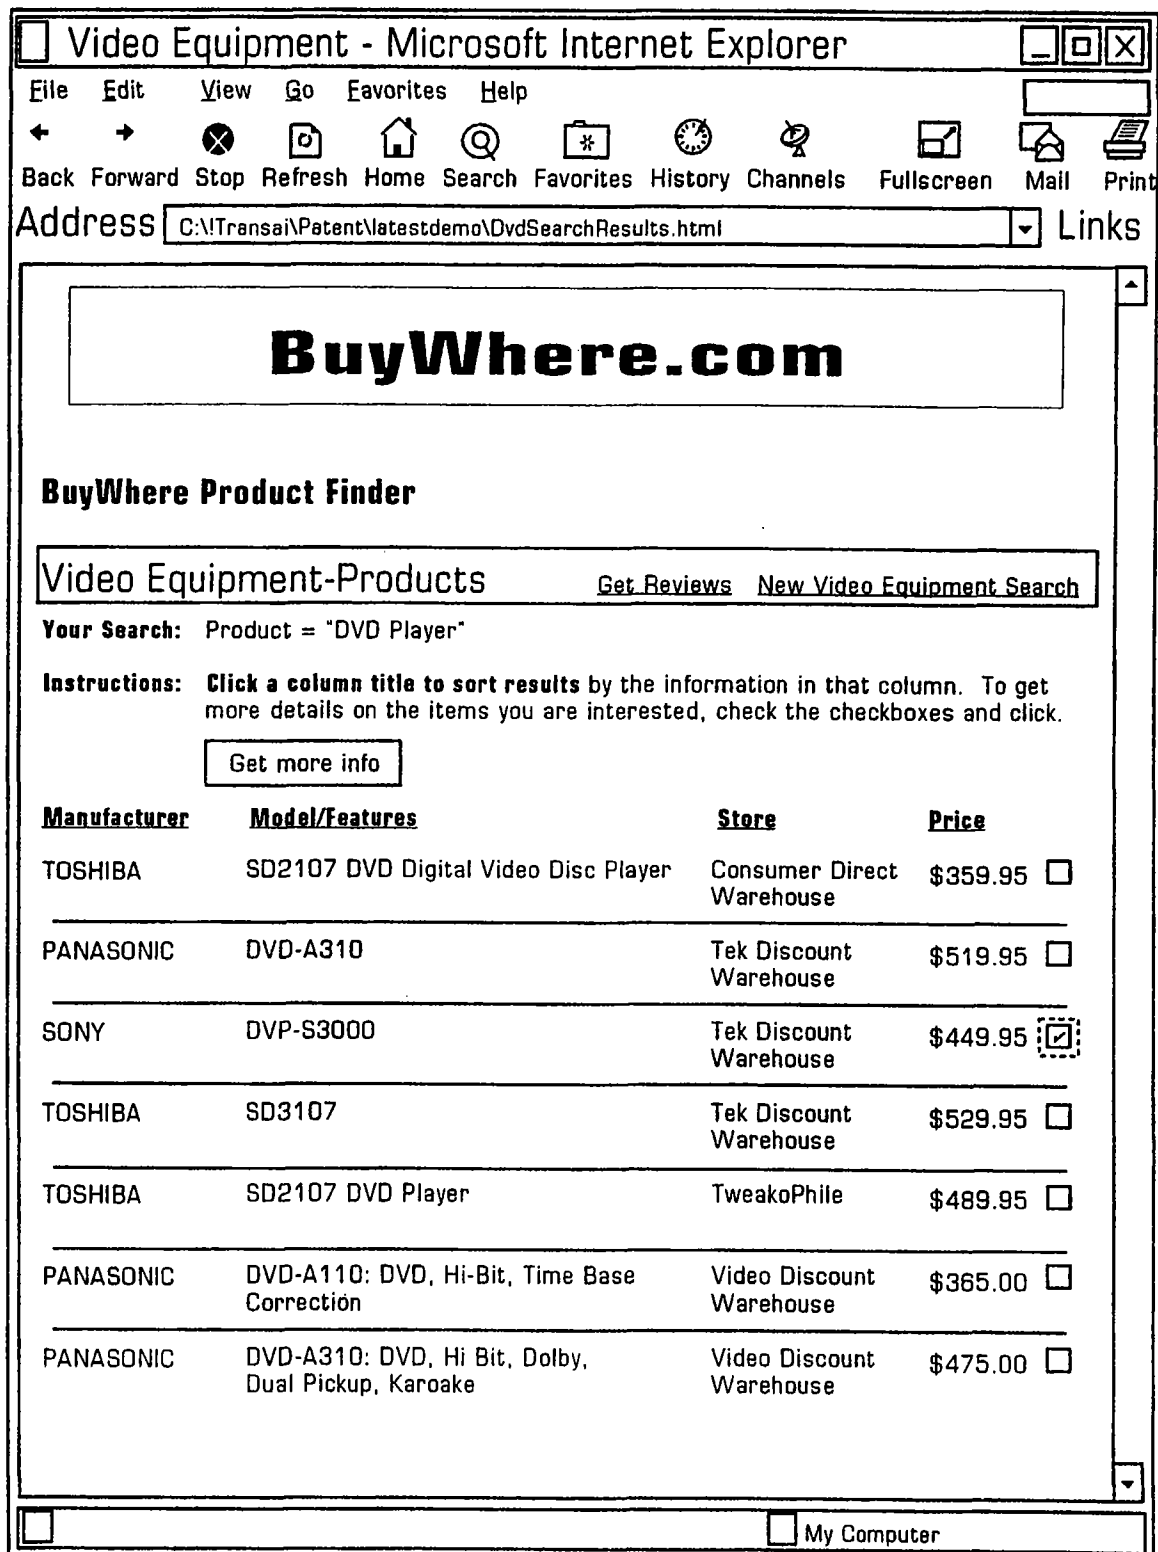 Video Equipment - Microsoft Internet Explorer
File Edit View Go Favorites Help
Back Forward Stop Refresh Home Search Favorites History Channels Fullscreen Mail Print
Address C:\!Transai\Patent\latestdemo\DvdSearchResults.html Links
BuyWhere.com
BuyWhere Product Finder
Video Equipment-Products Get Reviews New Video Equipment Search
Your Search: Product = "DVD Player"
Instructions: Click a column title to sort results by the information in that column. To get
more details on the items you are interested, check the checkboxes and click.
Get more info
Manufacturer Model/Features Store Price
TOSHIBA SD2107 DVD Digital Video Disc Player Consumer Direct $359.95
Warehouse
PANASONIC DVD-A310 Tek Discount $519.95
Warehouse
SONY DVP-S3000 Tek Discount $449.95
Warehouse
TOSHIBA SD3107 Tek Discount $529.95
Warehouse
TOSHIBA SD2107 DVD Player TweakoPhile $489.95
PANASONIC DVD-A110: DVD, Hi-Bit, Time Base Video Discount $365.00
Correction Warehouse
PANASONIC DVD-A310: DVD, Hi Bit, Dolby, Video Discount $475.00
Dual Pickup, Karoake Warehouse
My Computer